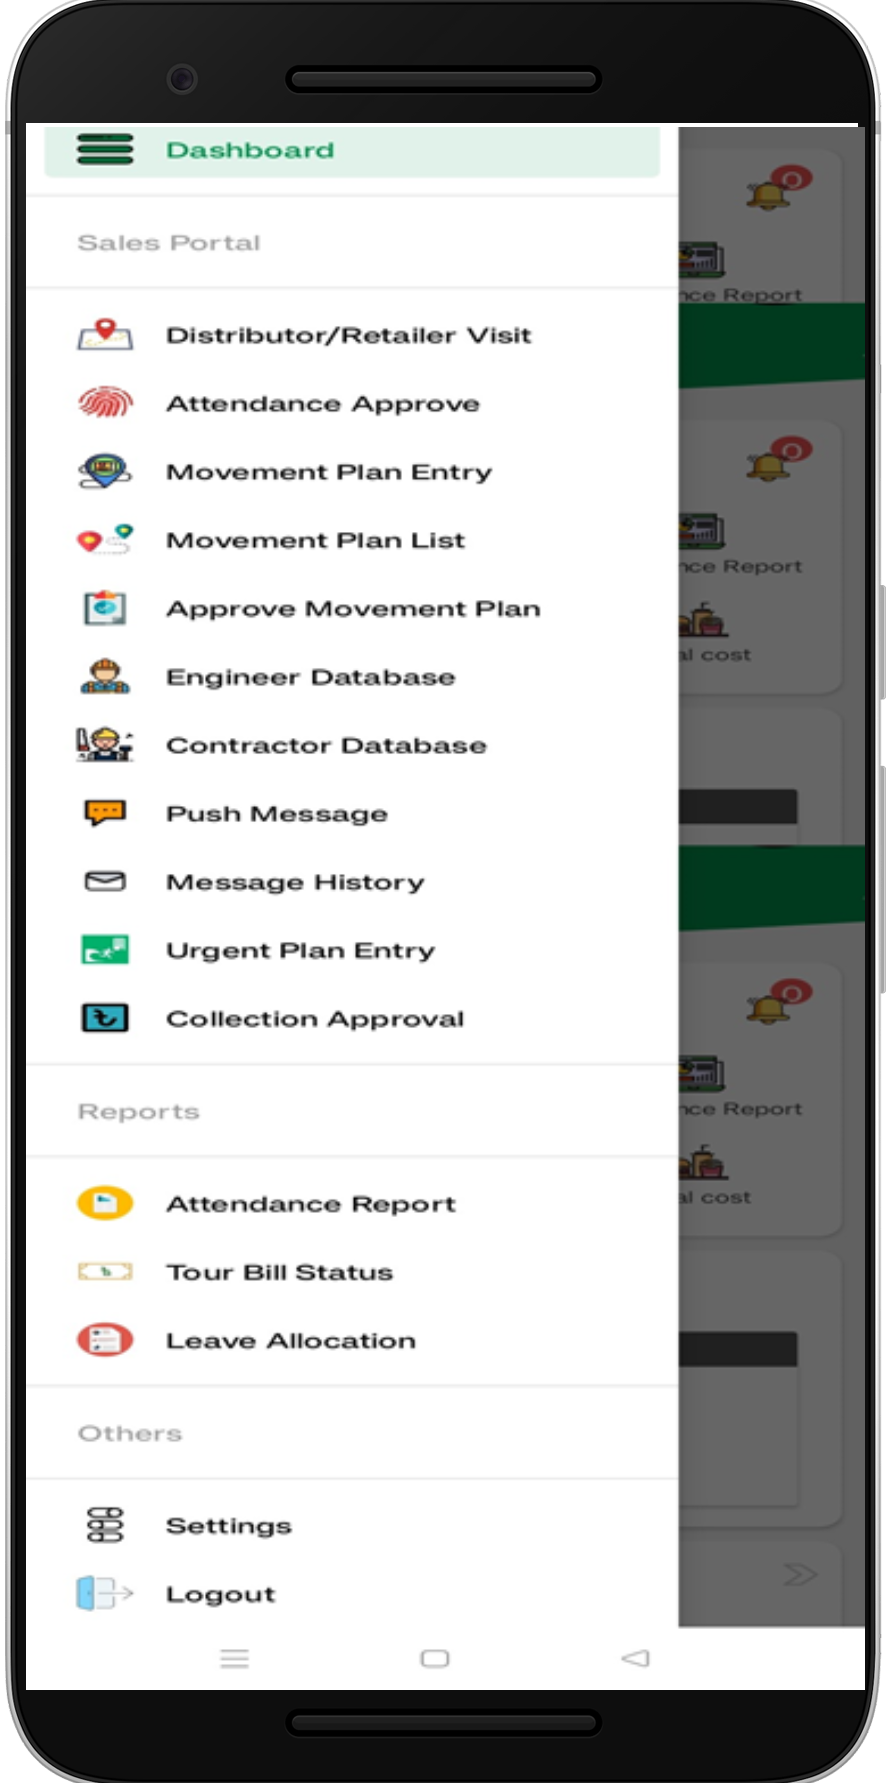 Dashboard
0
Sales Portal
nce Report
Distributor/Retailer Visit
Attendance Approve
0
Movement Plan Entry
Movement Plan List
nce Report
Approve Movement Plan
al cost
Engineer Database
Contractor Database
Push Message
Message History
Urgent Plan Entry
0
Collection Approval
Reports
nce Report
Attendance Report
al cost
Tour Bill Status
Leave Allocation
Others
Settings
Logout